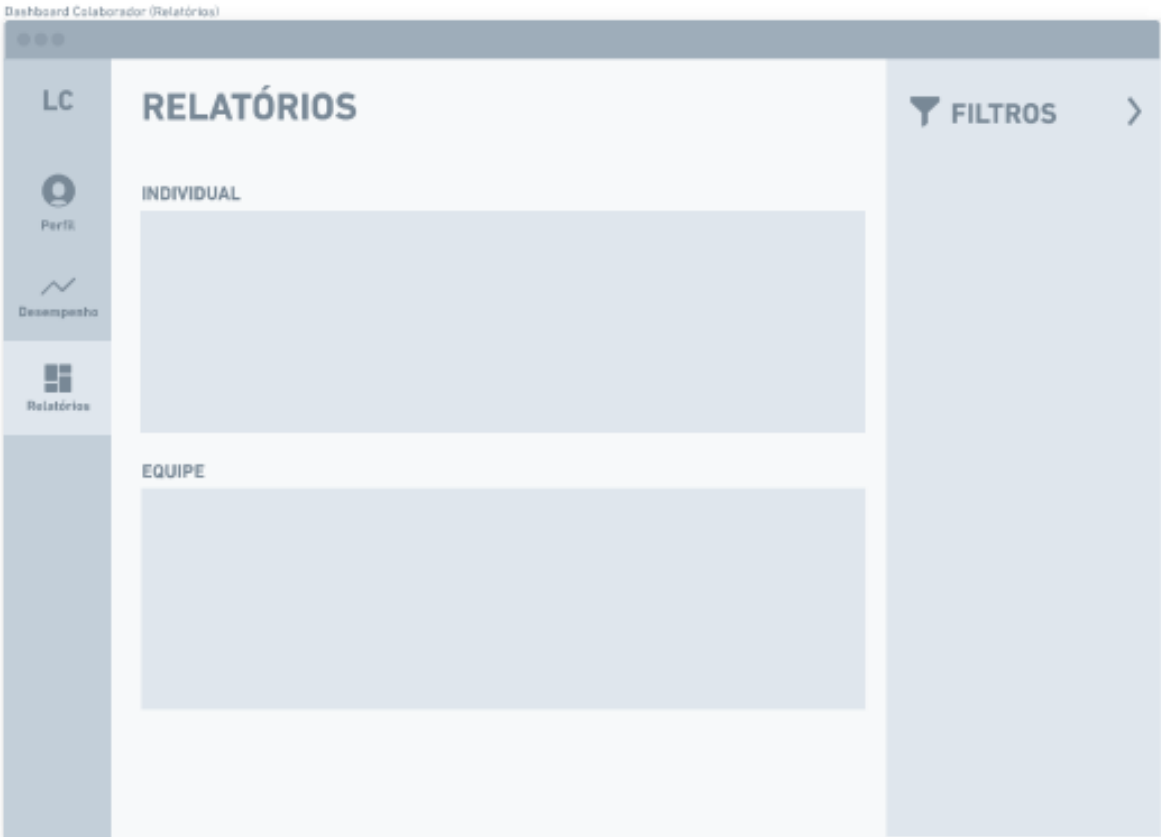 Dashboard Colaborador (Relatórios)
LC
RELATÓRIOS
FILTROS
Perfil
INDIVIDUAL
Desempenho
Relatórios
EQUIPE